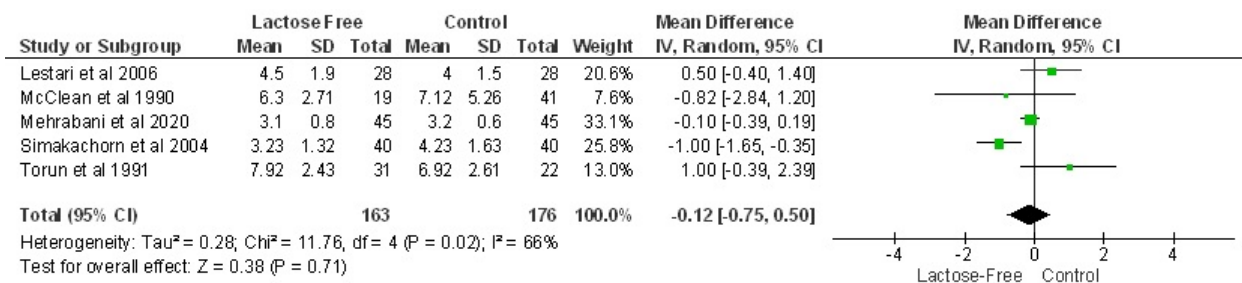 Lactose Free Control Mean Difference Mean Difference
Study or Subgroup Mean SD Total Mean SD Total Weight IV, Random, 95% CI IV, Random, 95% CI
Lestari et al 2006 4.5 1.9 28 4 1.5 28 20.6% 0.50 [-0.40, 1.40]
McClean et al 1990 6.3 2.71 19 7.12 5.26 41 7.6% -0.82 [-2.84, 1.20]
Mehrabani et al 2020 3.1 0.8 45 3.2 0.6 45 33.1% -0.10 [-0.39, 0.19]
Simakachorn et al 2004 3.23 1.32 40 4.23 1.63 40 25.8% -1.00 [-1.65, -0.35]
Torun et al 1991 7.92 2.43 31 6.92 2.61 22 13.0% 1.00 [-0.39, 2.39]
Total (95% CI) 163 176 100.0% -0.12 [-0.75, 0.50]
Heterogeneity: Tau² = 0.28; Chi² = 11.76, df = 4 (P = 0.02); I² = 66%
Test for overall effect: Z = 0.38 (P = 0.71)
-4 -2 0 2 4
Lactose-Free Control